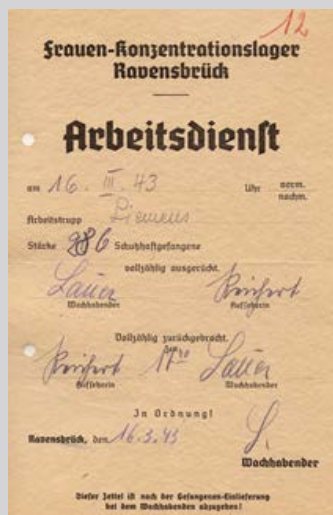 12
Frauen-Konzentrationslager
Ravensbrück
Arbeitsdienst
am 16. III. 43 Uhr vorm.
nachm.
Arbeitstrupp Siemens
Stärke 986 Schutzhaftgefangene
vollzählig ausgerückt.
Lauer Reichert
Wachhabender Aufseherin
Vollzählig zurückgebracht.
Reichert Lauer
Aufseherin Wachhabender
In Ordnung!
Ravensbrück, den 16.3.43
Wachhabender
Dieser Zettel ist nach der Gefangenen-Einlieferung
bei dem Wachhabenden abzugeben!